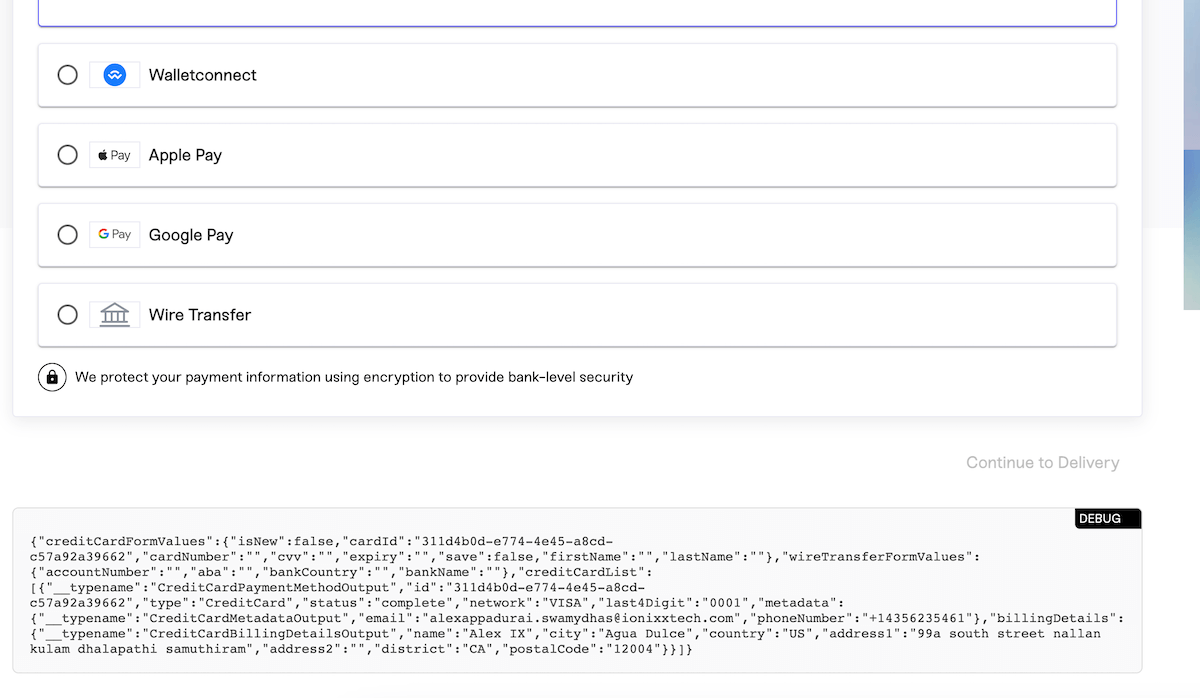 Walletconnect
Pay Apple Pay
G Pay Google Pay
Wire Transfer
We protect your payment information using encryption to provide bank-level security
Continue to Delivery
DEBUG
{"creditCardFormValues":{"isNew":false,"cardId":"311d4b0d-e774-4e45-a8cd-
c57a92a39662","cardNumber":"","cvv":"","expiry":"","save":false,"firstName":"","lastName":""},"wireTransferFormValues":
{"accountNumber":"","aba":"","bankCountry":"","bankName":""},"creditCardList":
[{"__typename":"CreditCardPaymentMethodOutput","id":"311d4b0d-e774-4e45-a8cd-
c57a92a39662","type":"CreditCard","status":"complete","network":"VISA","last4Digit":"0001","metadata":
{"__typename":"CreditCardMetadataOutput","email":"alexappadurai.swamydhas@ionixxtech.com","phoneNumber":"+14356235461"},"billingDetails":
{"__typename":"CreditCardBillingDetailsOutput","name":"Alex IX","city":"Agua Dulce","country":"US","address1":"99a south street nallan
kulam dhalapathi samuthiram","address2":"","district":"CA","postalCode":"12004"}}]}